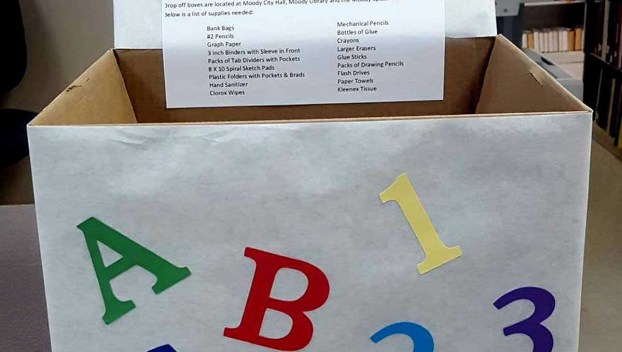 Drop off boxes are located at Moody City Hall, Moody Library and the Moody
below is a list of supplies needed:
Bank Bags
#2 Pencils
Graph Paper
3 inch Binders with Sleeve in Front
Packs of Tab Dividers with Pockets
8 X 10 Spiral Sketch Pads
Plastic Folders with Pockets & Brads
Hand Sanitizer
Clorox Wipes
Mechanical Pencils
Bottles of Glue
Crayons
Larger Erasers
Glue Sticks
Packs of Drawing Pencils
Flash Drives
Paper Towels
Kleenex Tissue
1
A
B
3
2